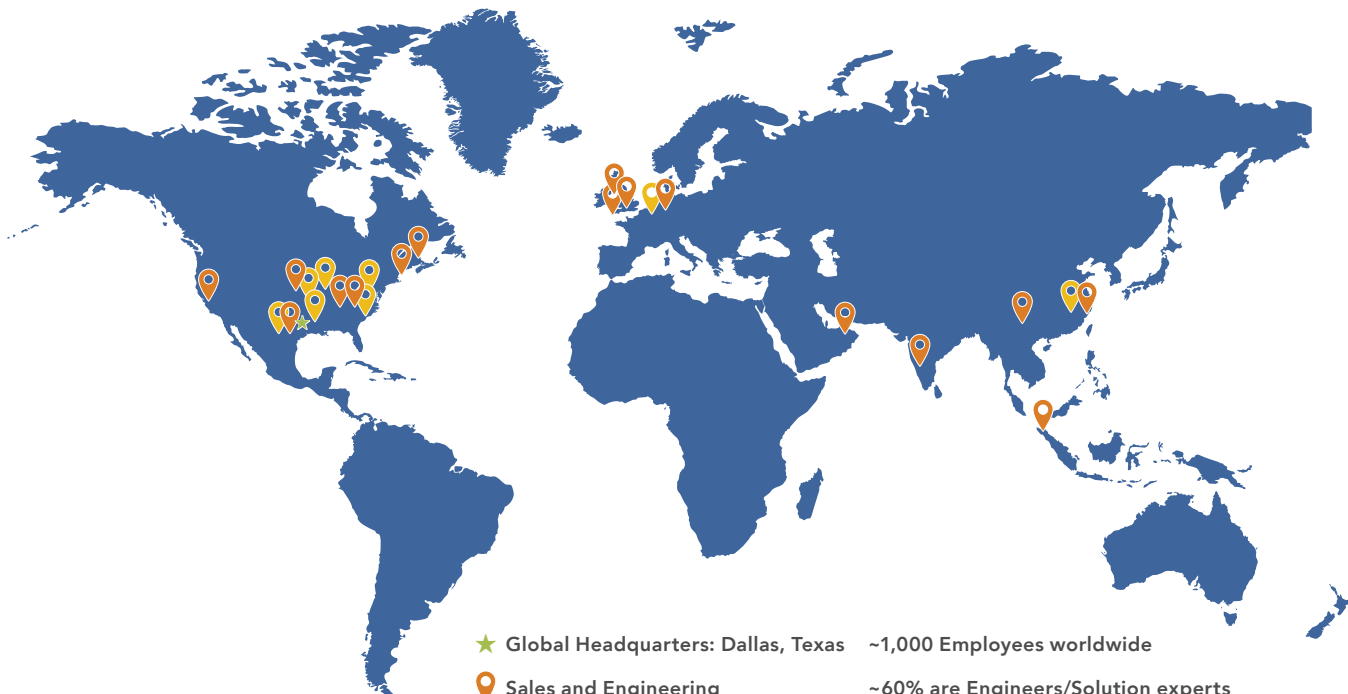 Global Headquarters: Dallas, Texas
~1,000 Employees worldwide
Sales and Engineering
~60% are Engineers/Solution experts